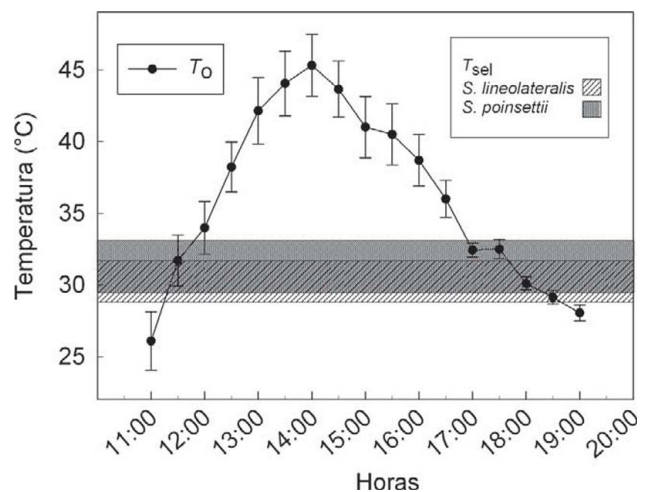 T_O
T_sel
S. lineolateralis
S. poinsettii
45
40
35
30
25
Temperatura (°C)
11:00 12:00 13:00 14:00 15:00 16:00 17:00 18:00 19:00 20:00
Horas